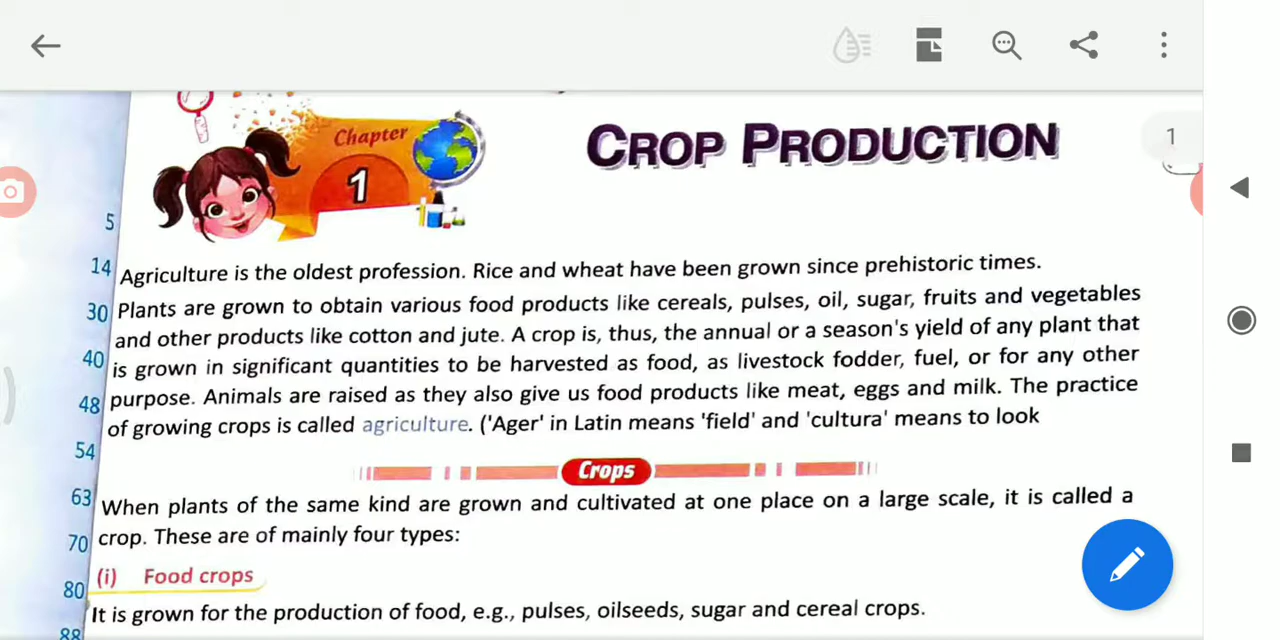 Chapter
1
CROP PRODUCTION
1
5
14
30
40
48
54
63
70
80
88
Agriculture is the oldest profession. Rice and wheat have been grown since prehistoric times.
Plants are grown to obtain various food products like cereals, pulses, oil, sugar, fruits and vegetables
and other products like cotton and jute. A crop is, thus, the annual or a season's yield of any plant that
is grown in significant quantities to be harvested as food, as livestock fodder, fuel, or for any other
purpose. Animals are raised as they also give us food products like meat, eggs and milk. The practice
of growing crops is called agriculture. ('Ager' in Latin means 'field' and 'cultura' means to look
Crops
When plants of the same kind are grown and cultivated at one place on a large scale, it is called a
crop. These are of mainly four types:
(i) Food crops
It is grown for the production of food, e.g., pulses, oilseeds, sugar and cereal crops.